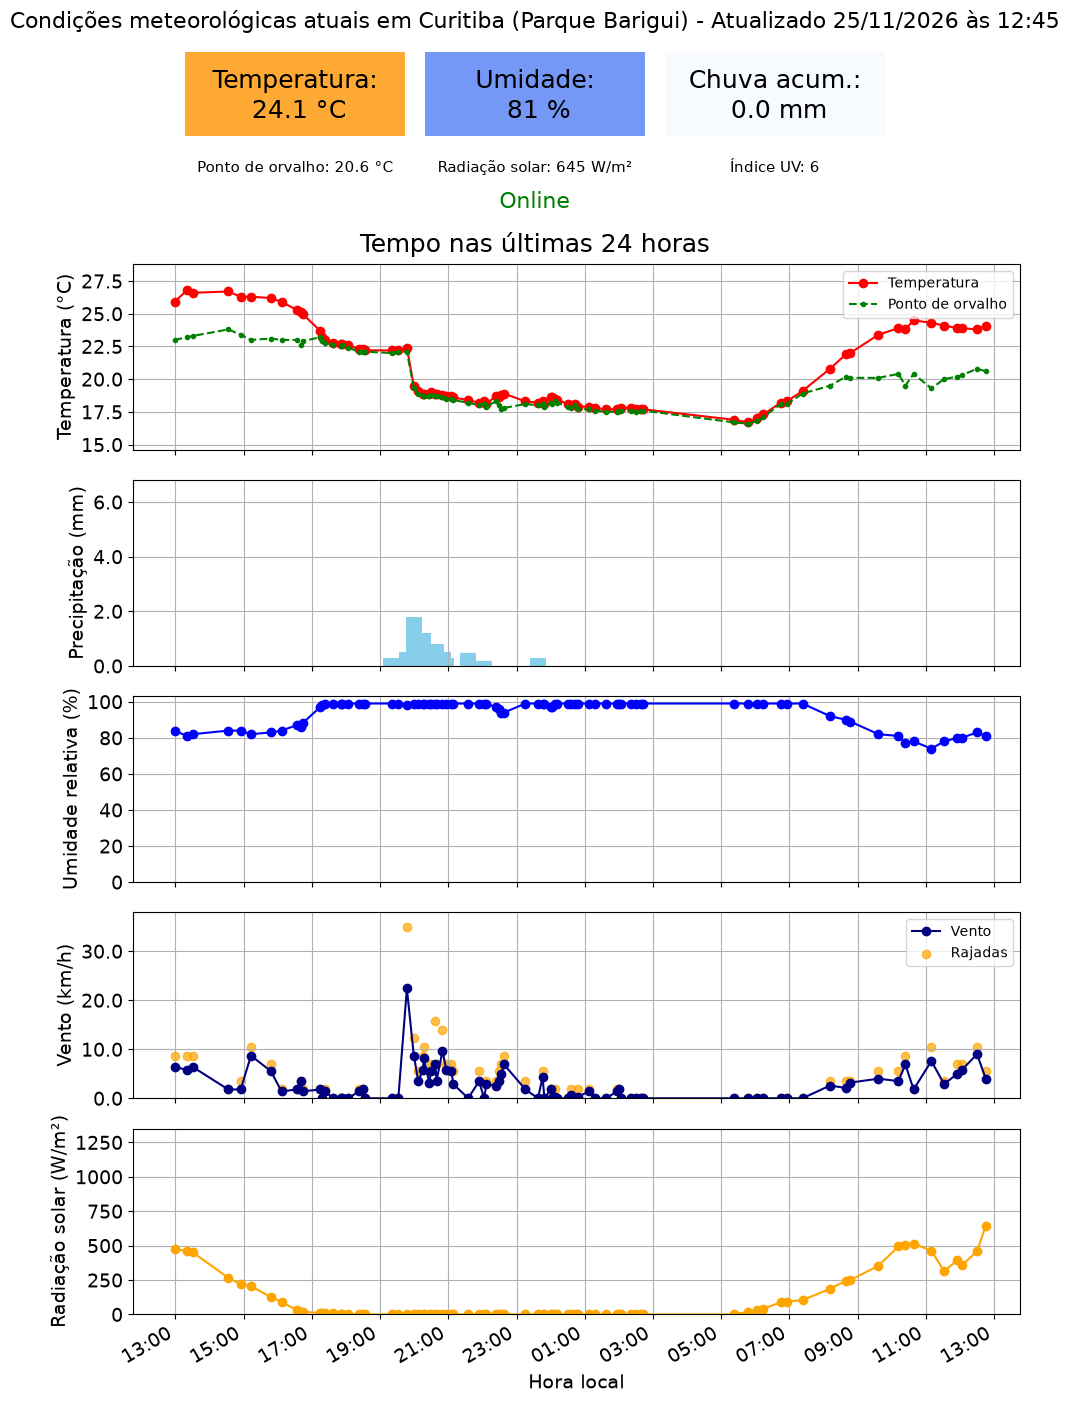 Condições meteorológicas atuais em Curitiba (Parque Barigui) - Atualizado 25/11/2026 às 12:45
Temperatura:
24.1 °C
Umidade:
81 %
Chuva acum.:
0.0 mm
Ponto de orvalho: 20.6 °C
Radiação solar: 645 W/m²
Índice UV: 6
Online
Tempo nas últimas 24 horas
Temperatura (°C)
27.5
25.0
22.5
20.0
17.5
15.0
Temperatura
Ponto de orvalho
Precipitação (mm)
6.0
4.0
2.0
0.0
Umidade relativa (%)
100
80
60
40
20
0
Vento (km/h)
30.0
20.0
10.0
0.0
Vento
Rajadas
Radiação solar (W/m²)
1250
1000
750
500
250
0
13:00
15:00
17:00
19:00
21:00
23:00
01:00
03:00
05:00
07:00
09:00
11:00
13:00
Hora local